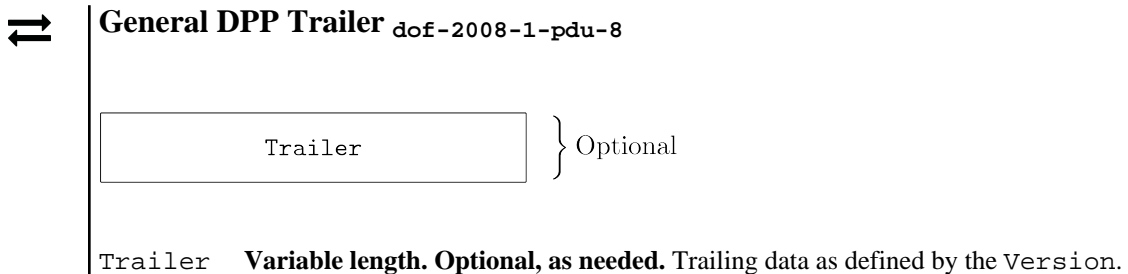 General DPP Trailer dof-2008-1-pdu-8
Trailer
Optional
Trailer Variable length. Optional, as needed. Trailing data as defined by the Version.